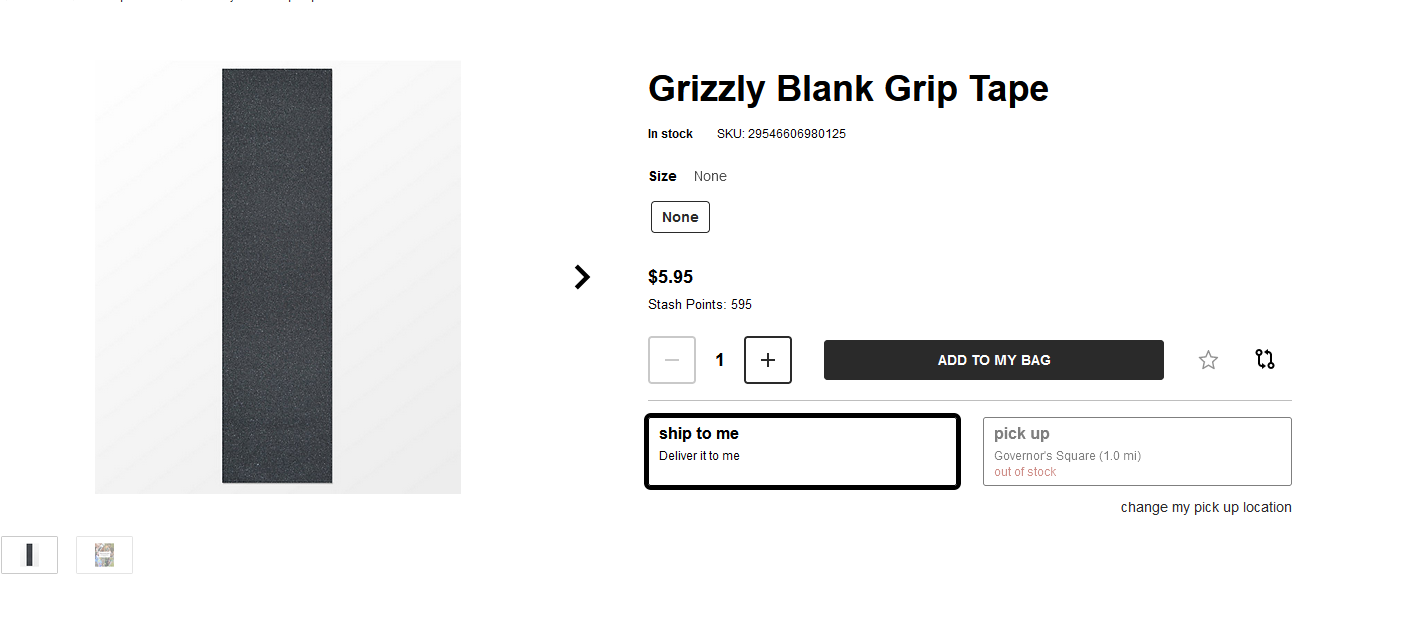 Grizzly Blank Grip Tape
In stock SKU: 29546606980125
Size None
None
$5.95
Stash Points: 595
1 ADD TO MY BAG
ship to me
Deliver it to me
pick up
Governor's Square (1.0 mi)
out of stock
change my pick up location